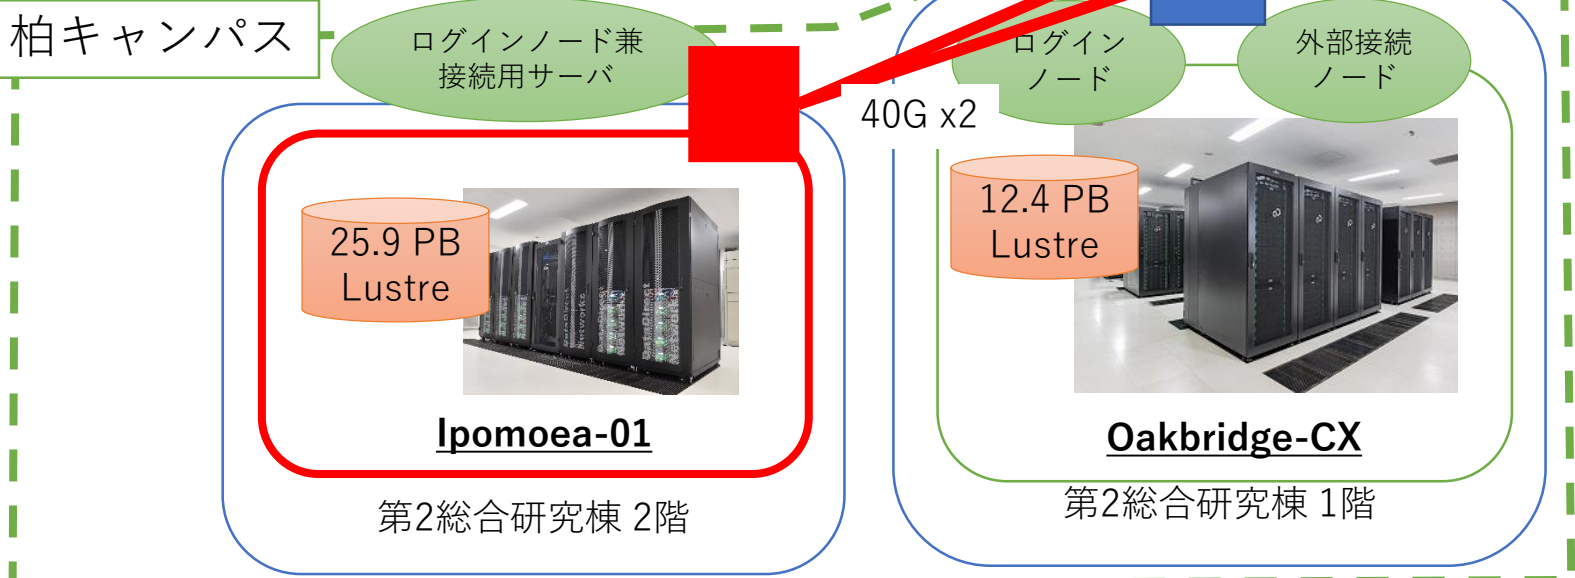 柏キャンパス
ログインノード兼
接続用サーバ
ログイン
ノード
外部接続
ノード
40G x2
25.9 PB
Lustre
12.4 PB
Lustre
DataDirect
Networks
Ipomoea-01
Oakbridge-CX
第2総合研究棟 2階
第2総合研究棟 1階